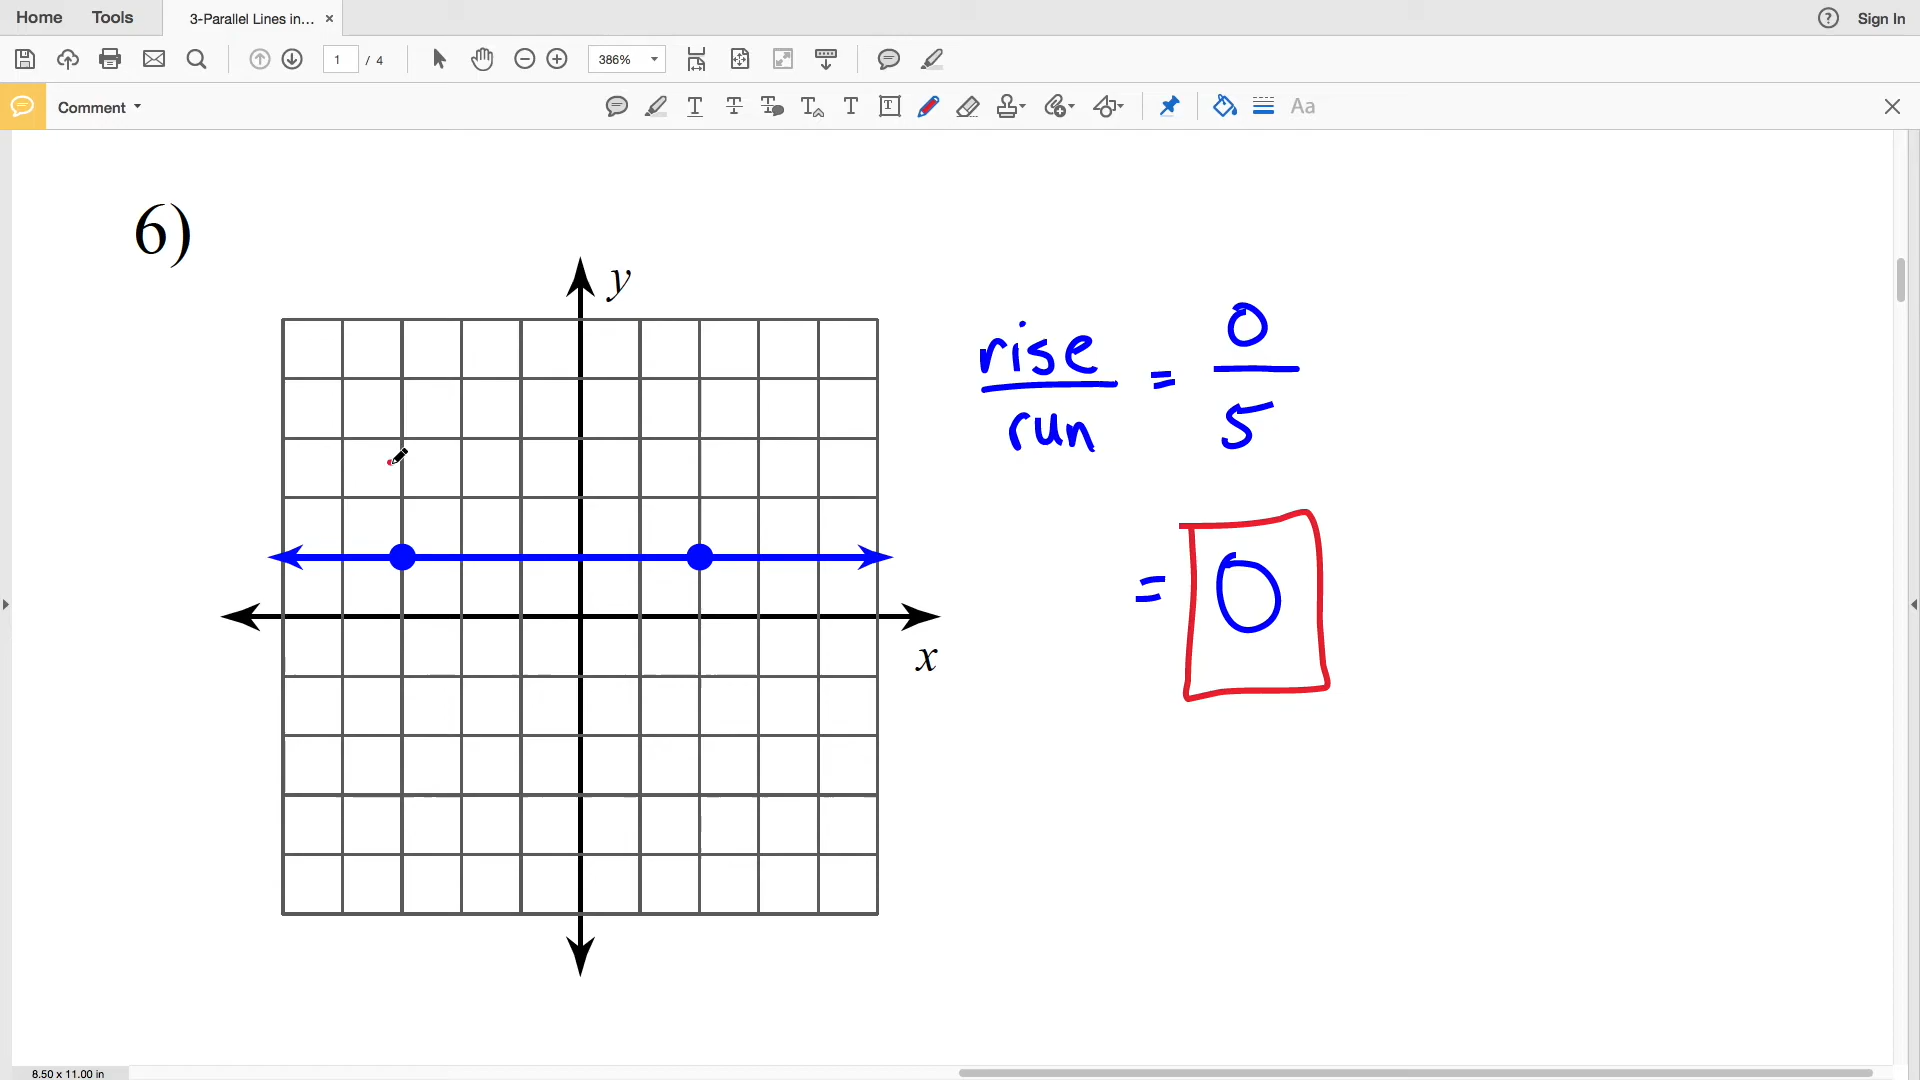 Home Tools 3-Parallel Lines in... × ? Sign In
1 / 4 386%
Comment T T T T T T Aa
6)
y
rise = 0
run 5
= 0
x
8.50 x 11.00 in